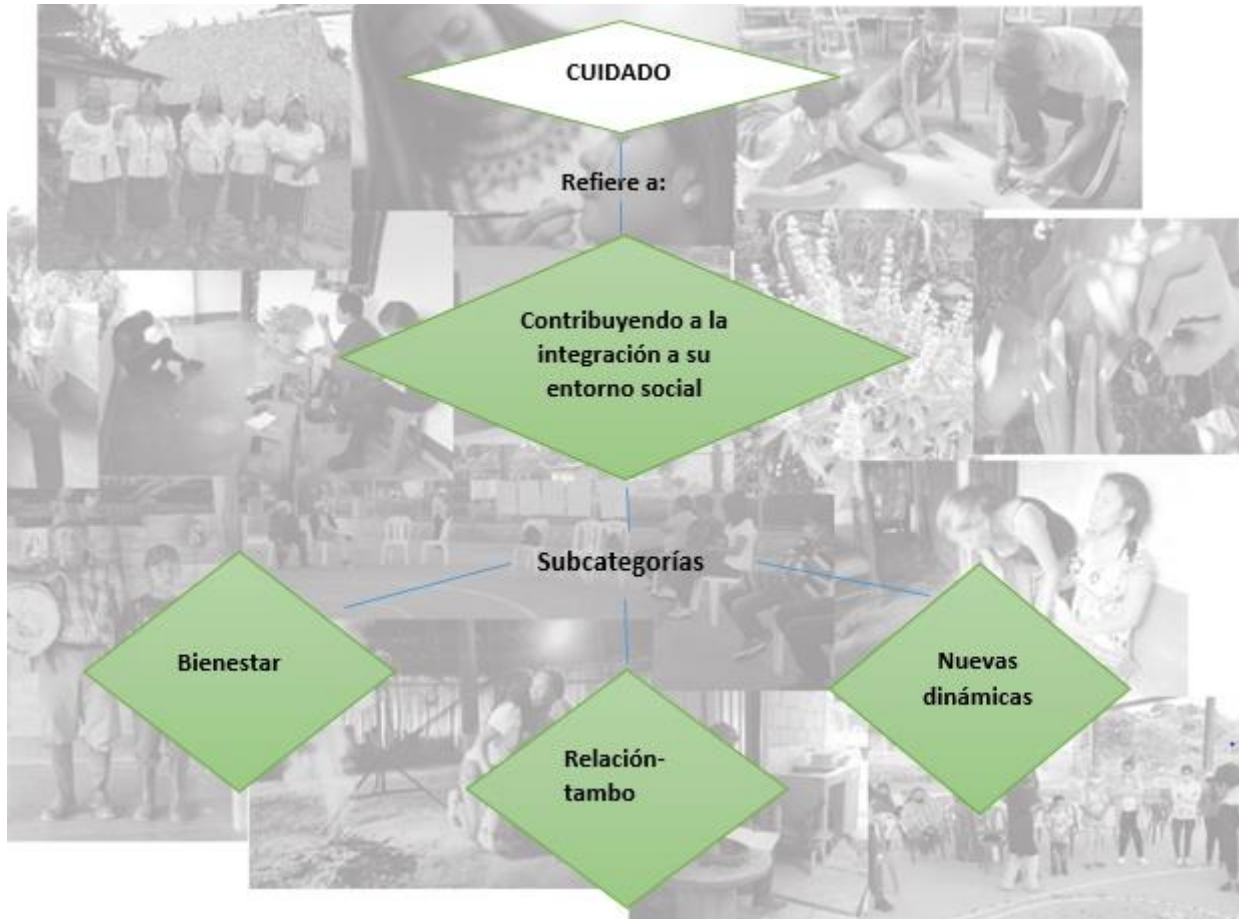 CUIDADO
Refiere a:
Contribuyendo a la
integración a su
entorno social
Subcategorías
Bienestar
Relación-
tambo
Nuevas
dinámicas